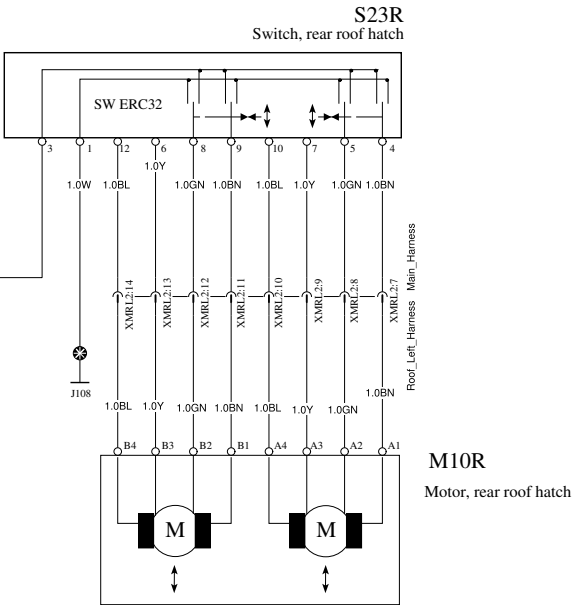 S23R
Switch, rear roof hatch
SW ERC32
3 1 12 6 8 9 10 7 5 4
1.0Y
1.0W 1.0BL 1.0GN 1.0BN 1.0BL 1.0Y 1.0GN 1.0BN
Main_Harness
XMRL2:14 XMRL2:13 XMRL2:12 XMRL2:11 XMRL2:10 XMRL2:9 XMRL2:8 XMRL2:7
Roof_Left_Harness
J108
1.0BN
1.0BL 1.0Y 1.0GN 1.0BN 1.0BL 1.0Y 1.0GN
B4 B3 B2 B1 A4 A3 A2 A1
M10R
Motor, rear roof hatch
M M